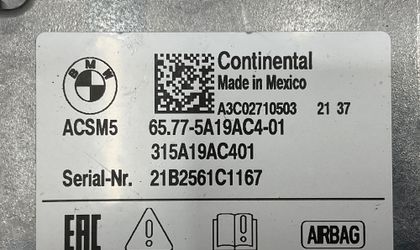 BMW
Continental
Made in Mexico
A3C02710503 21 37
ACSM5 65.77-5A19AC4-01
315A19AC401
Serial-Nr. 21B2561C1167
EAC AIRBAG